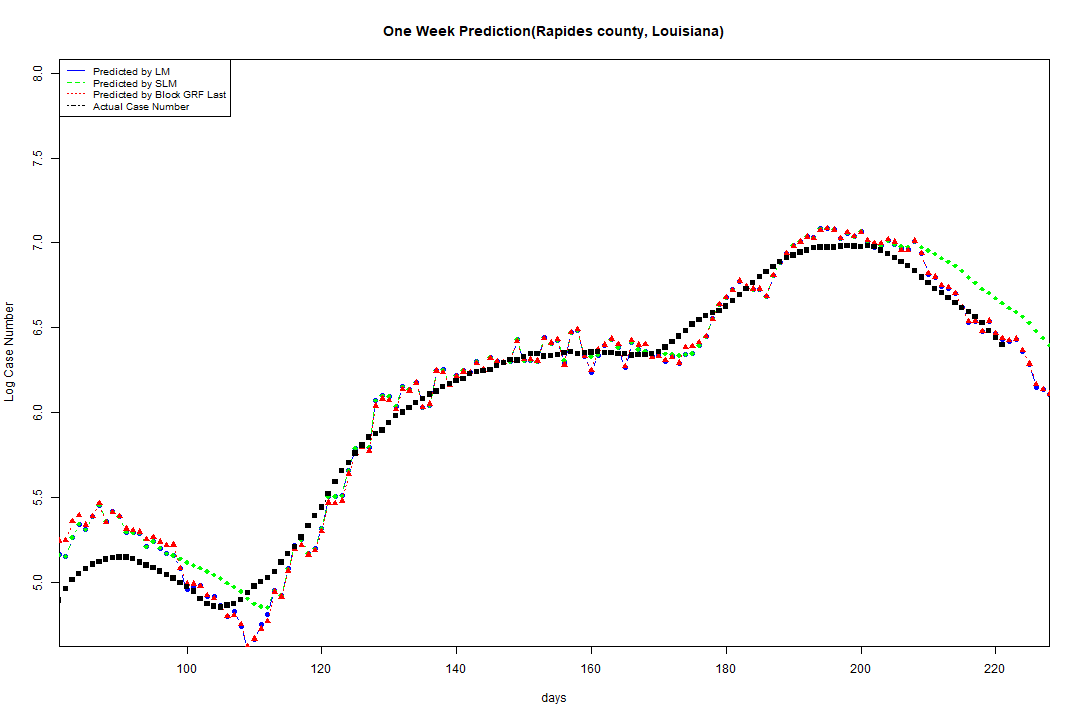 One Week Prediction(Rapides county, Louisiana)
Predicted by LM
Predicted by SLM
Predicted by Block GRF Last
Actual Case Number
Log Case Number
8.0
7.5
7.0
6.5
6.0
5.5
5.0
100 120 140 160 180 200 220
days